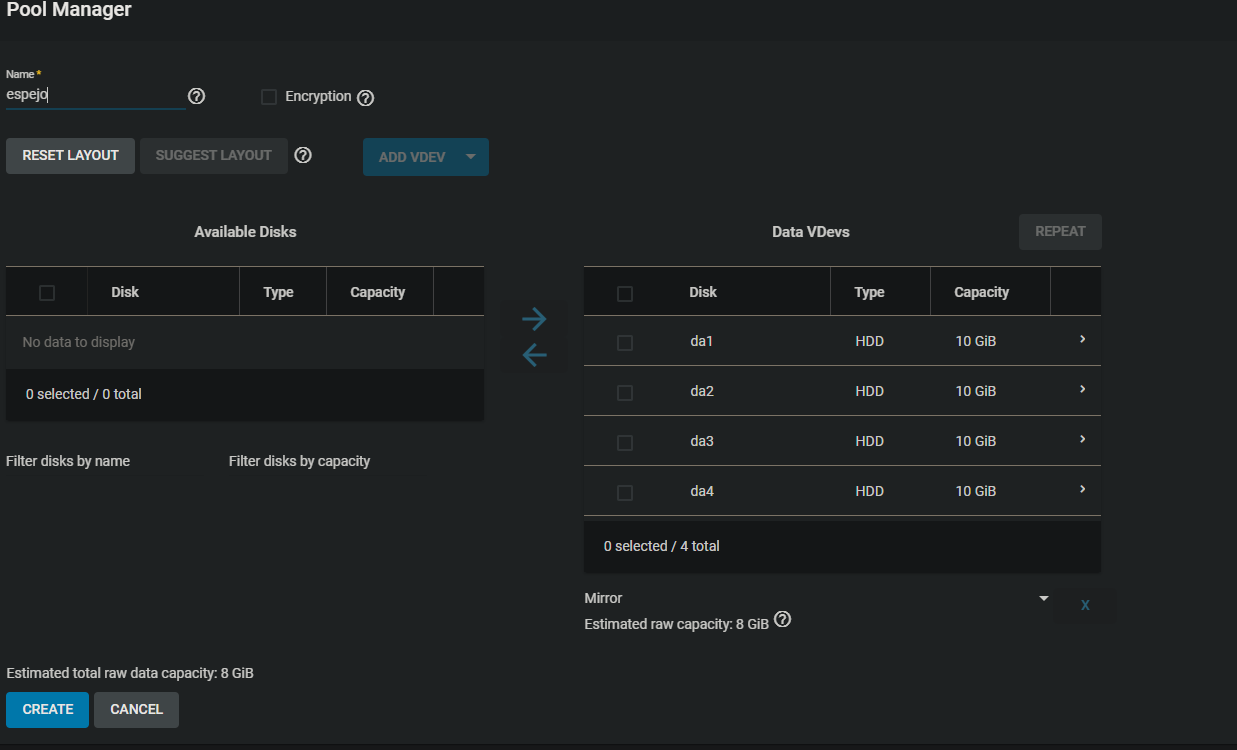 Pool Manager
Name *
espejo
Encryption
RESET LAYOUT
SUGGEST LAYOUT
ADD VDEV
Available Disks
Data VDevs
REPEAT
Disk Type Capacity
No data to display
0 selected / 0 total
Filter disks by name
Filter disks by capacity
Disk Type Capacity
da1 HDD 10 GiB
da2 HDD 10 GiB
da3 HDD 10 GiB
da4 HDD 10 GiB
0 selected / 4 total
Mirror
X
Estimated raw capacity: 8 GiB
Estimated total raw data capacity: 8 GiB
CREATE
CANCEL